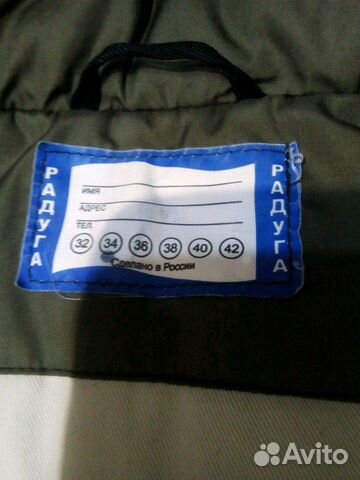 РАДУГА
ИМЯ
АДРЕС
ТЕЛ.
32 34 36 38 40 42
Сделано в России
РАДУГА
Avito